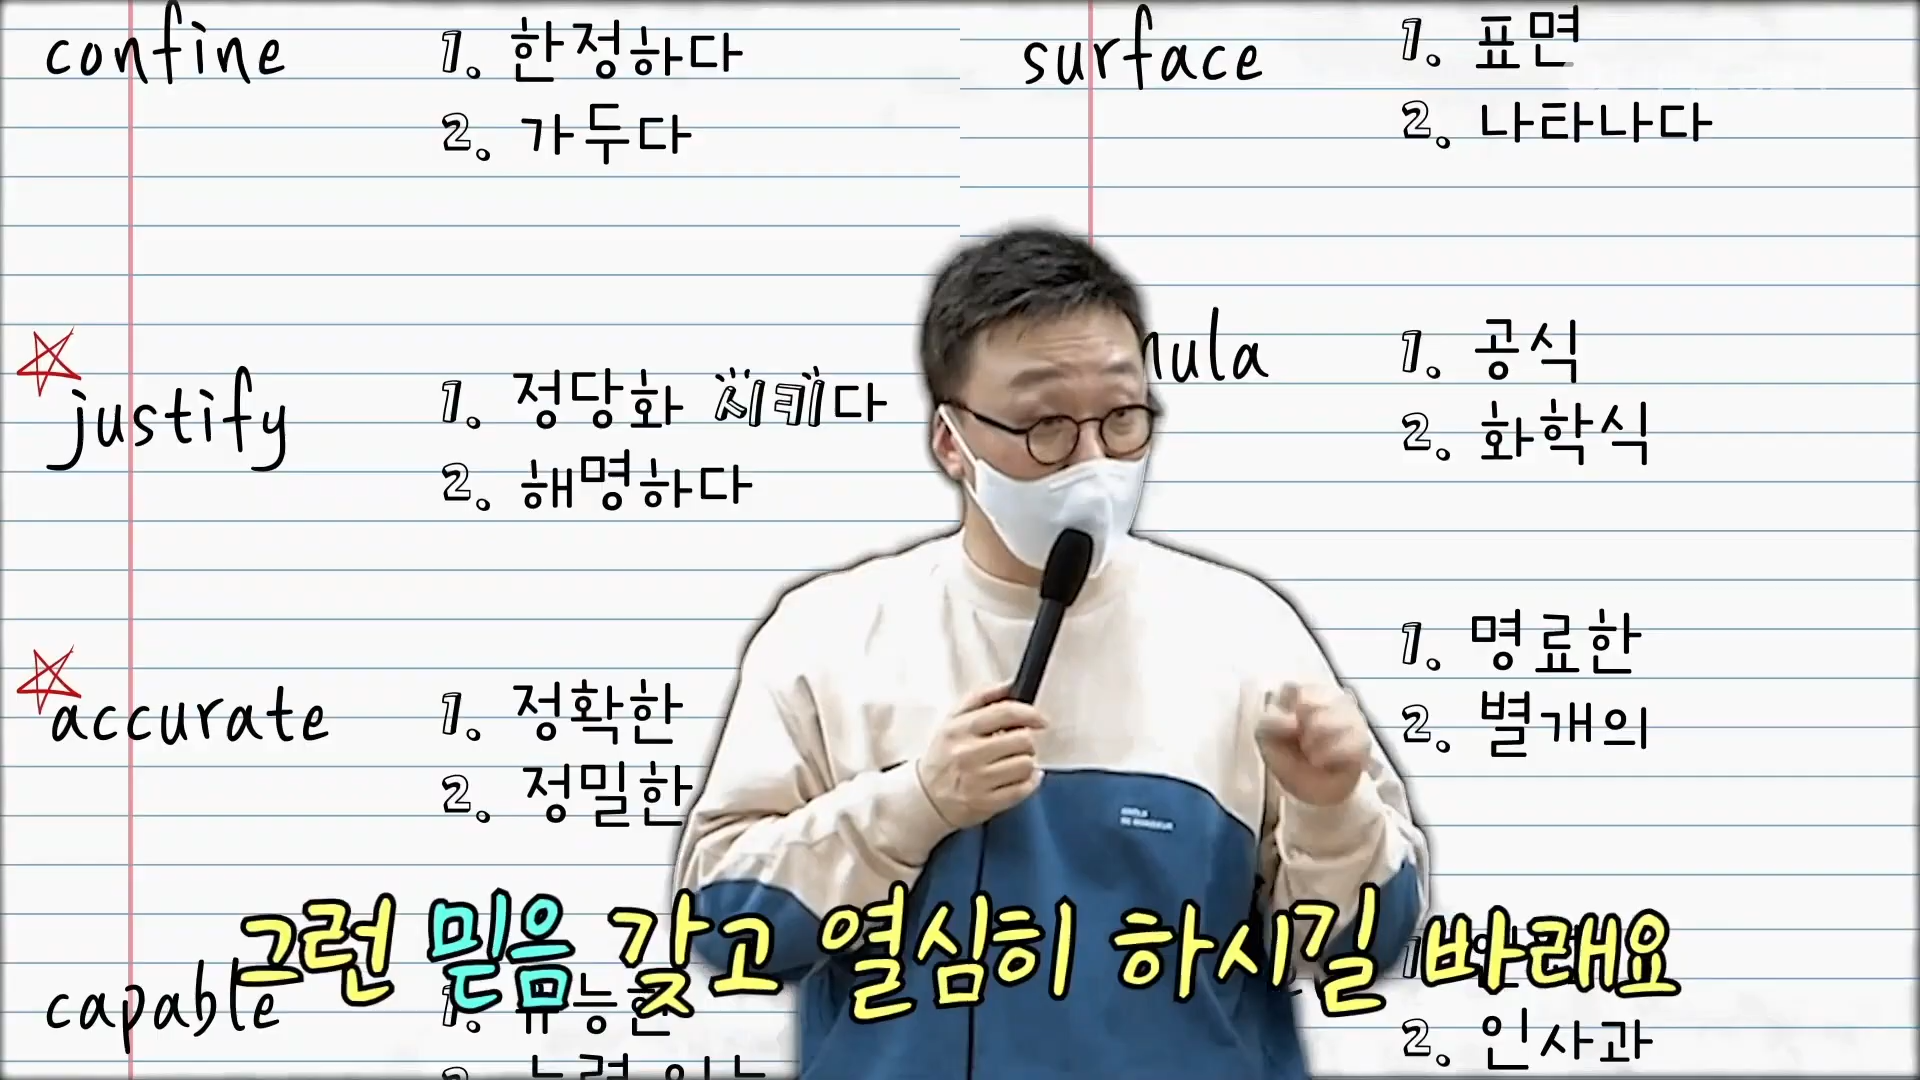 confine
1. 한정하다
2. 가두다
justify
1. 정당화 시키다
2. 해명하다
accurate
1. 정확한
2. 정밀한
capable
1. 유능한
surface
1. 표면
2. 나타나다
1. 공식
2. 화학식
1. 명료한
2. 별개의
2. 인사과
그런 믿음 갖고 열심히 하시길 바래요